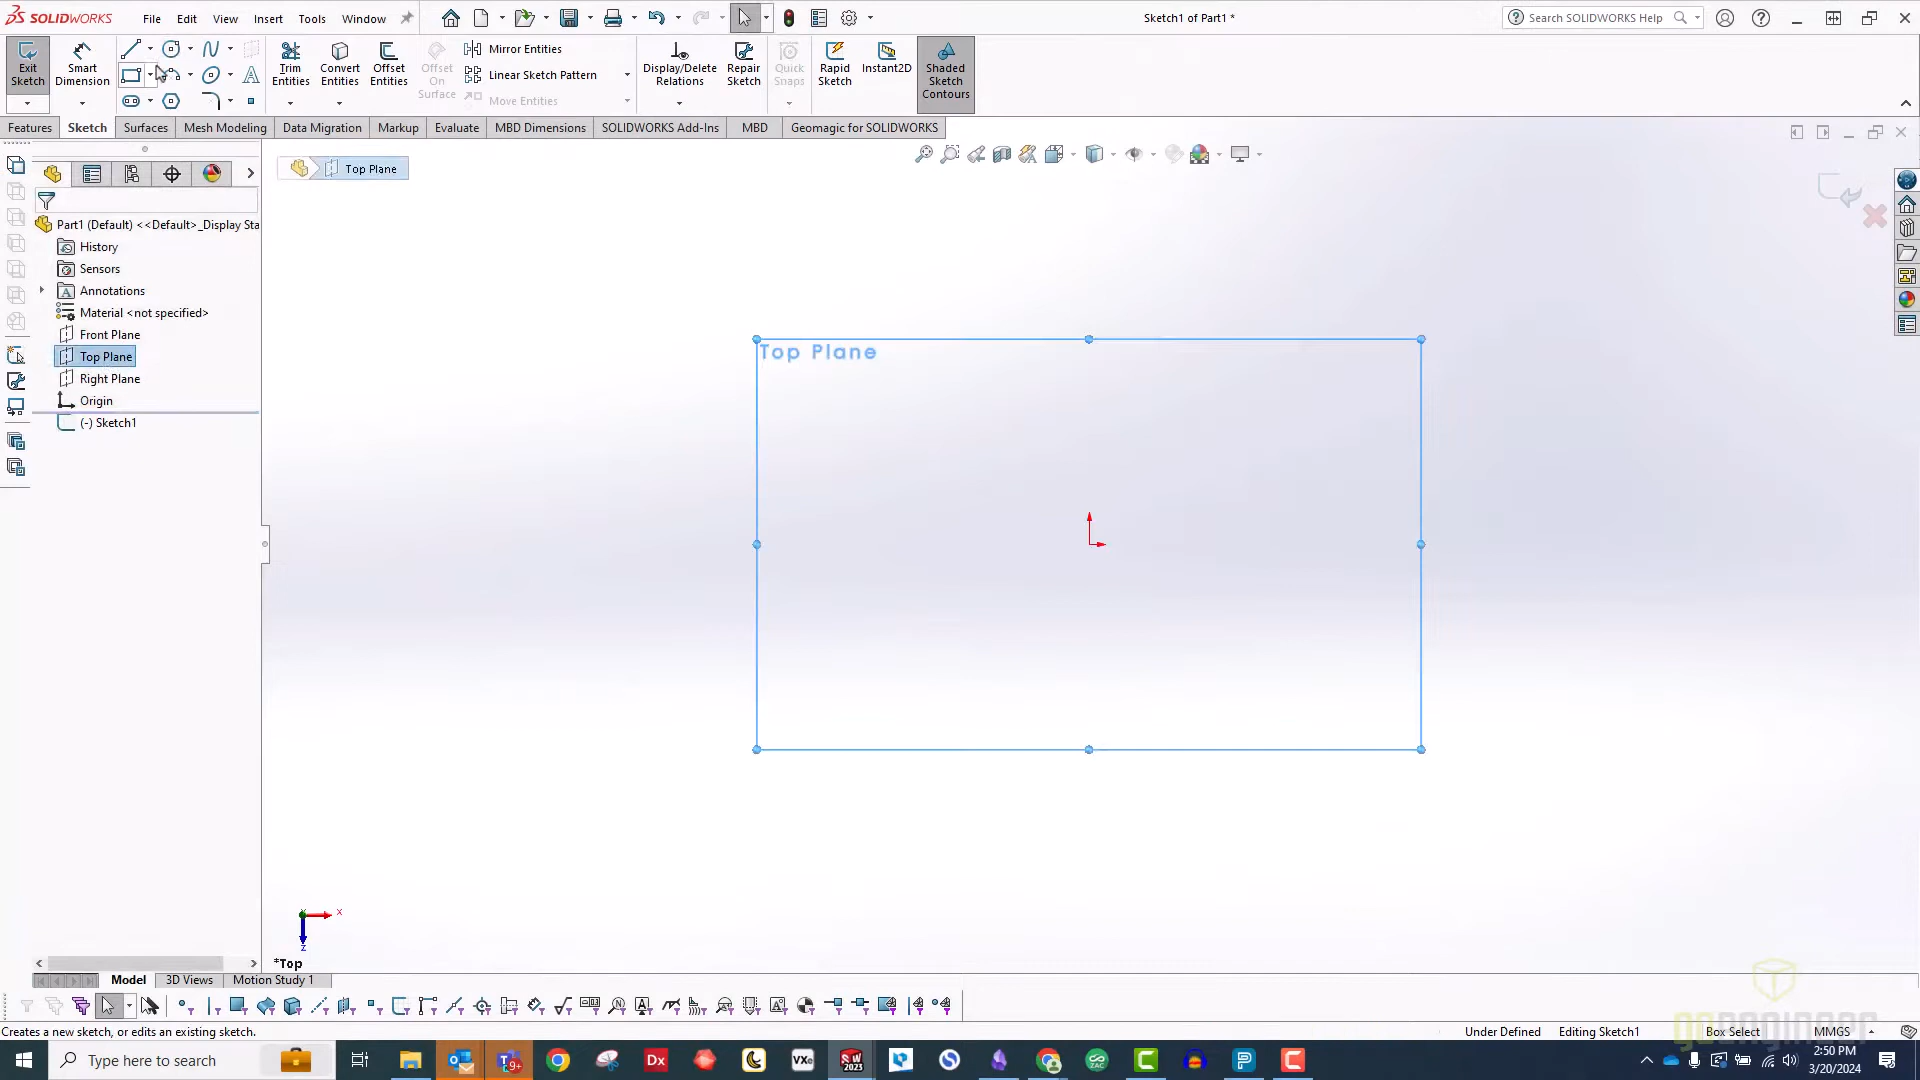 SOLIDWORKS
File
Edit
View
Insert
Tools
Window
Sketch1 of Part1 *
Search SOLIDWORKS Help
Exit Sketch
Smart Dimension
Trim Entities
Convert Entities
Offset Entities
Offset On Surface
Mirror Entities
Linear Sketch Pattern
Move Entities
Display/Delete Relations
Repair Sketch
Quick Snaps
Rapid Sketch
Instant2D
Shaded Sketch Contours
Features
Sketch
Surfaces
Mesh Modeling
Data Migration
Markup
Evaluate
MBD Dimensions
SOLIDWORKS Add-Ins
MBD
Geomagic for SOLIDWORKS
Top Plane
Part1 (Default) <<Default>_Display Sta
History
Sensors
Annotations
Material <not specified>
Front Plane
Top Plane
Right Plane
Origin
(-) Sketch1
Top Plane
x
z
*Top
Model
3D Views
Motion Study 1
Creates a new sketch, or edits an existing sketch.
Under Defined
Editing Sketch1
Box Select
MMGS
goengineer
Type here to search
2:50 PM
3/20/2024